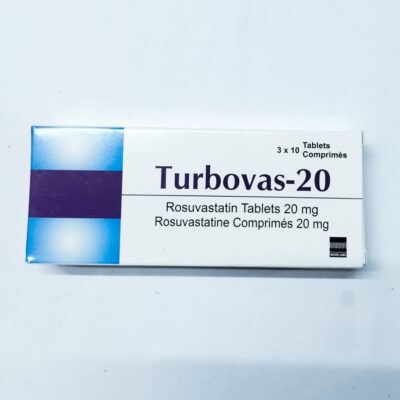 3 x 10 Tablets
Comprimés
Turbovas-20
Rosuvastatin Tablets 20 mg
Rosuvastatine Comprimés 20 mg